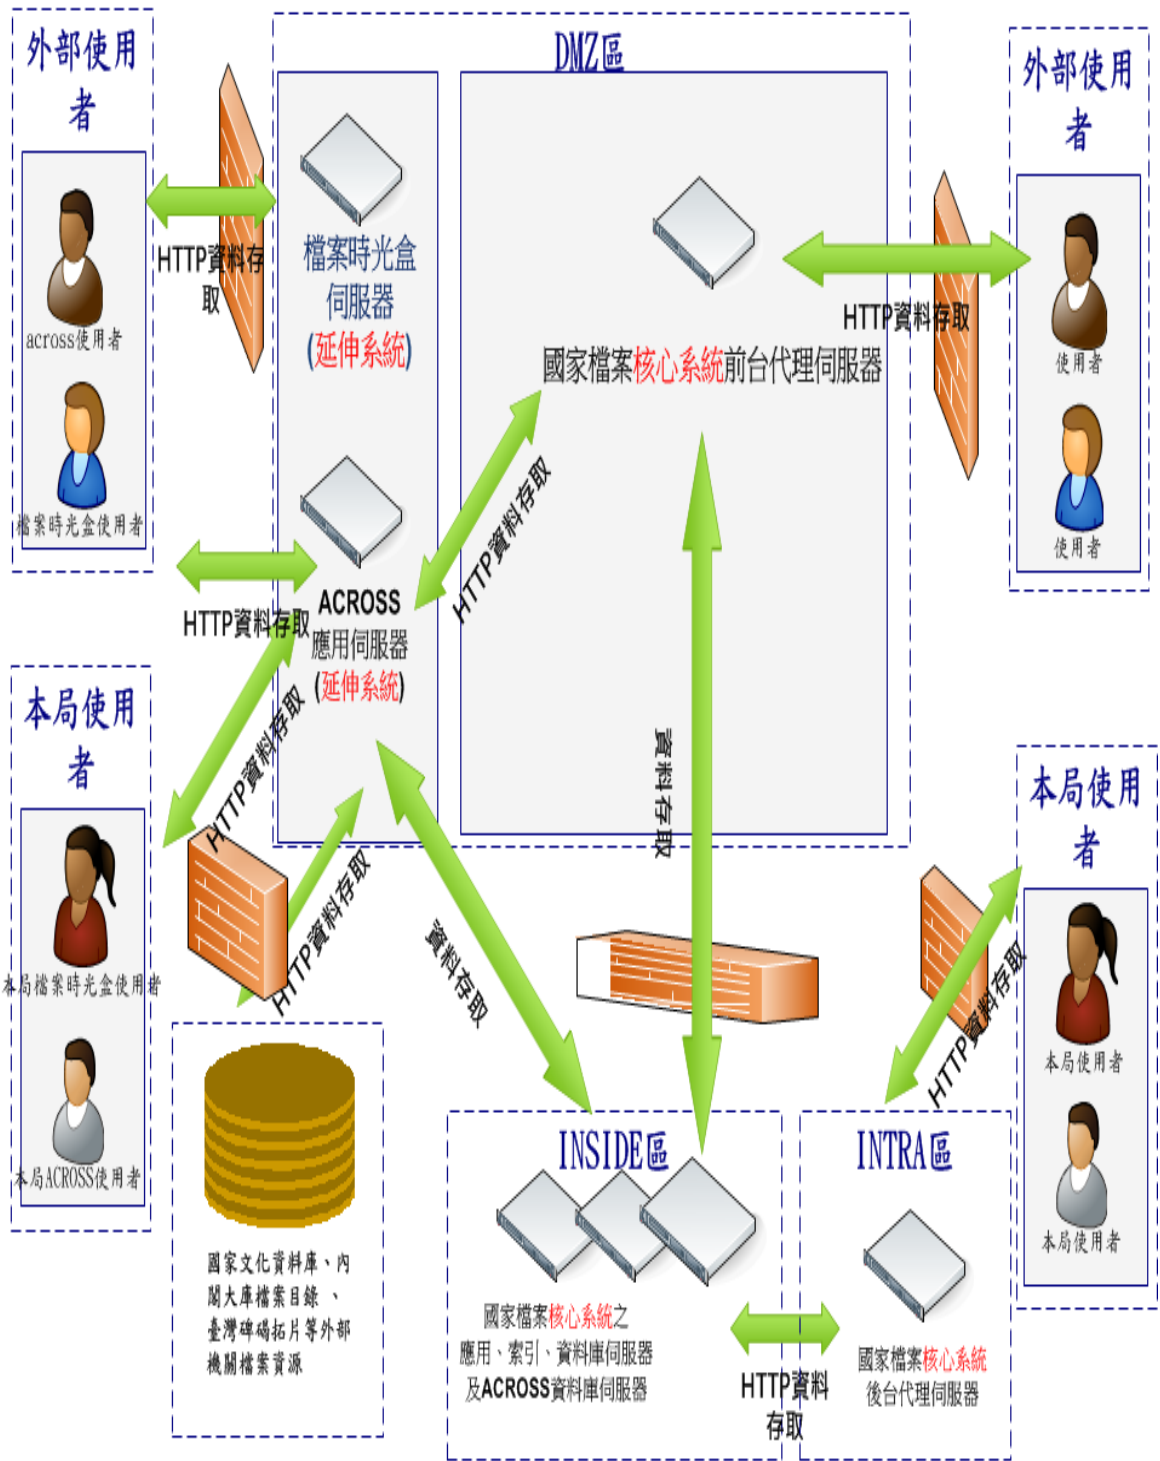 外部使用
者
across使用者
檔案時光盒使用者
HTTP資料存
取
HTTP資料存取
DMZ區
檔案時光盒
伺服器
(延伸系統)
ACROSS
應用伺服器
(延伸系統)
國家檔案核心系統前台代理伺服器
HTTP資料存取
HTTP資料存取
外部使用
者
使用者
使用者
本局使用
者
本局檔案時光盒使用者
本局ACROSS使用者
HTTP資料存取
HTTP資料存取
資料存取
資料存取
HTTP資料存取
本局使用
者
本局使用者
本局使用者
國家文化資料庫、內
閣大庫檔案目錄 、
臺灣碑碣拓片等外部
機關檔案資源
INSIDE區
國家檔案核心系統之
應用、索引、資料庫伺服器
及ACROSS資料庫伺服器
HTTP資料
存取
INTRA區
國家檔案核心系統
後台代理伺服器